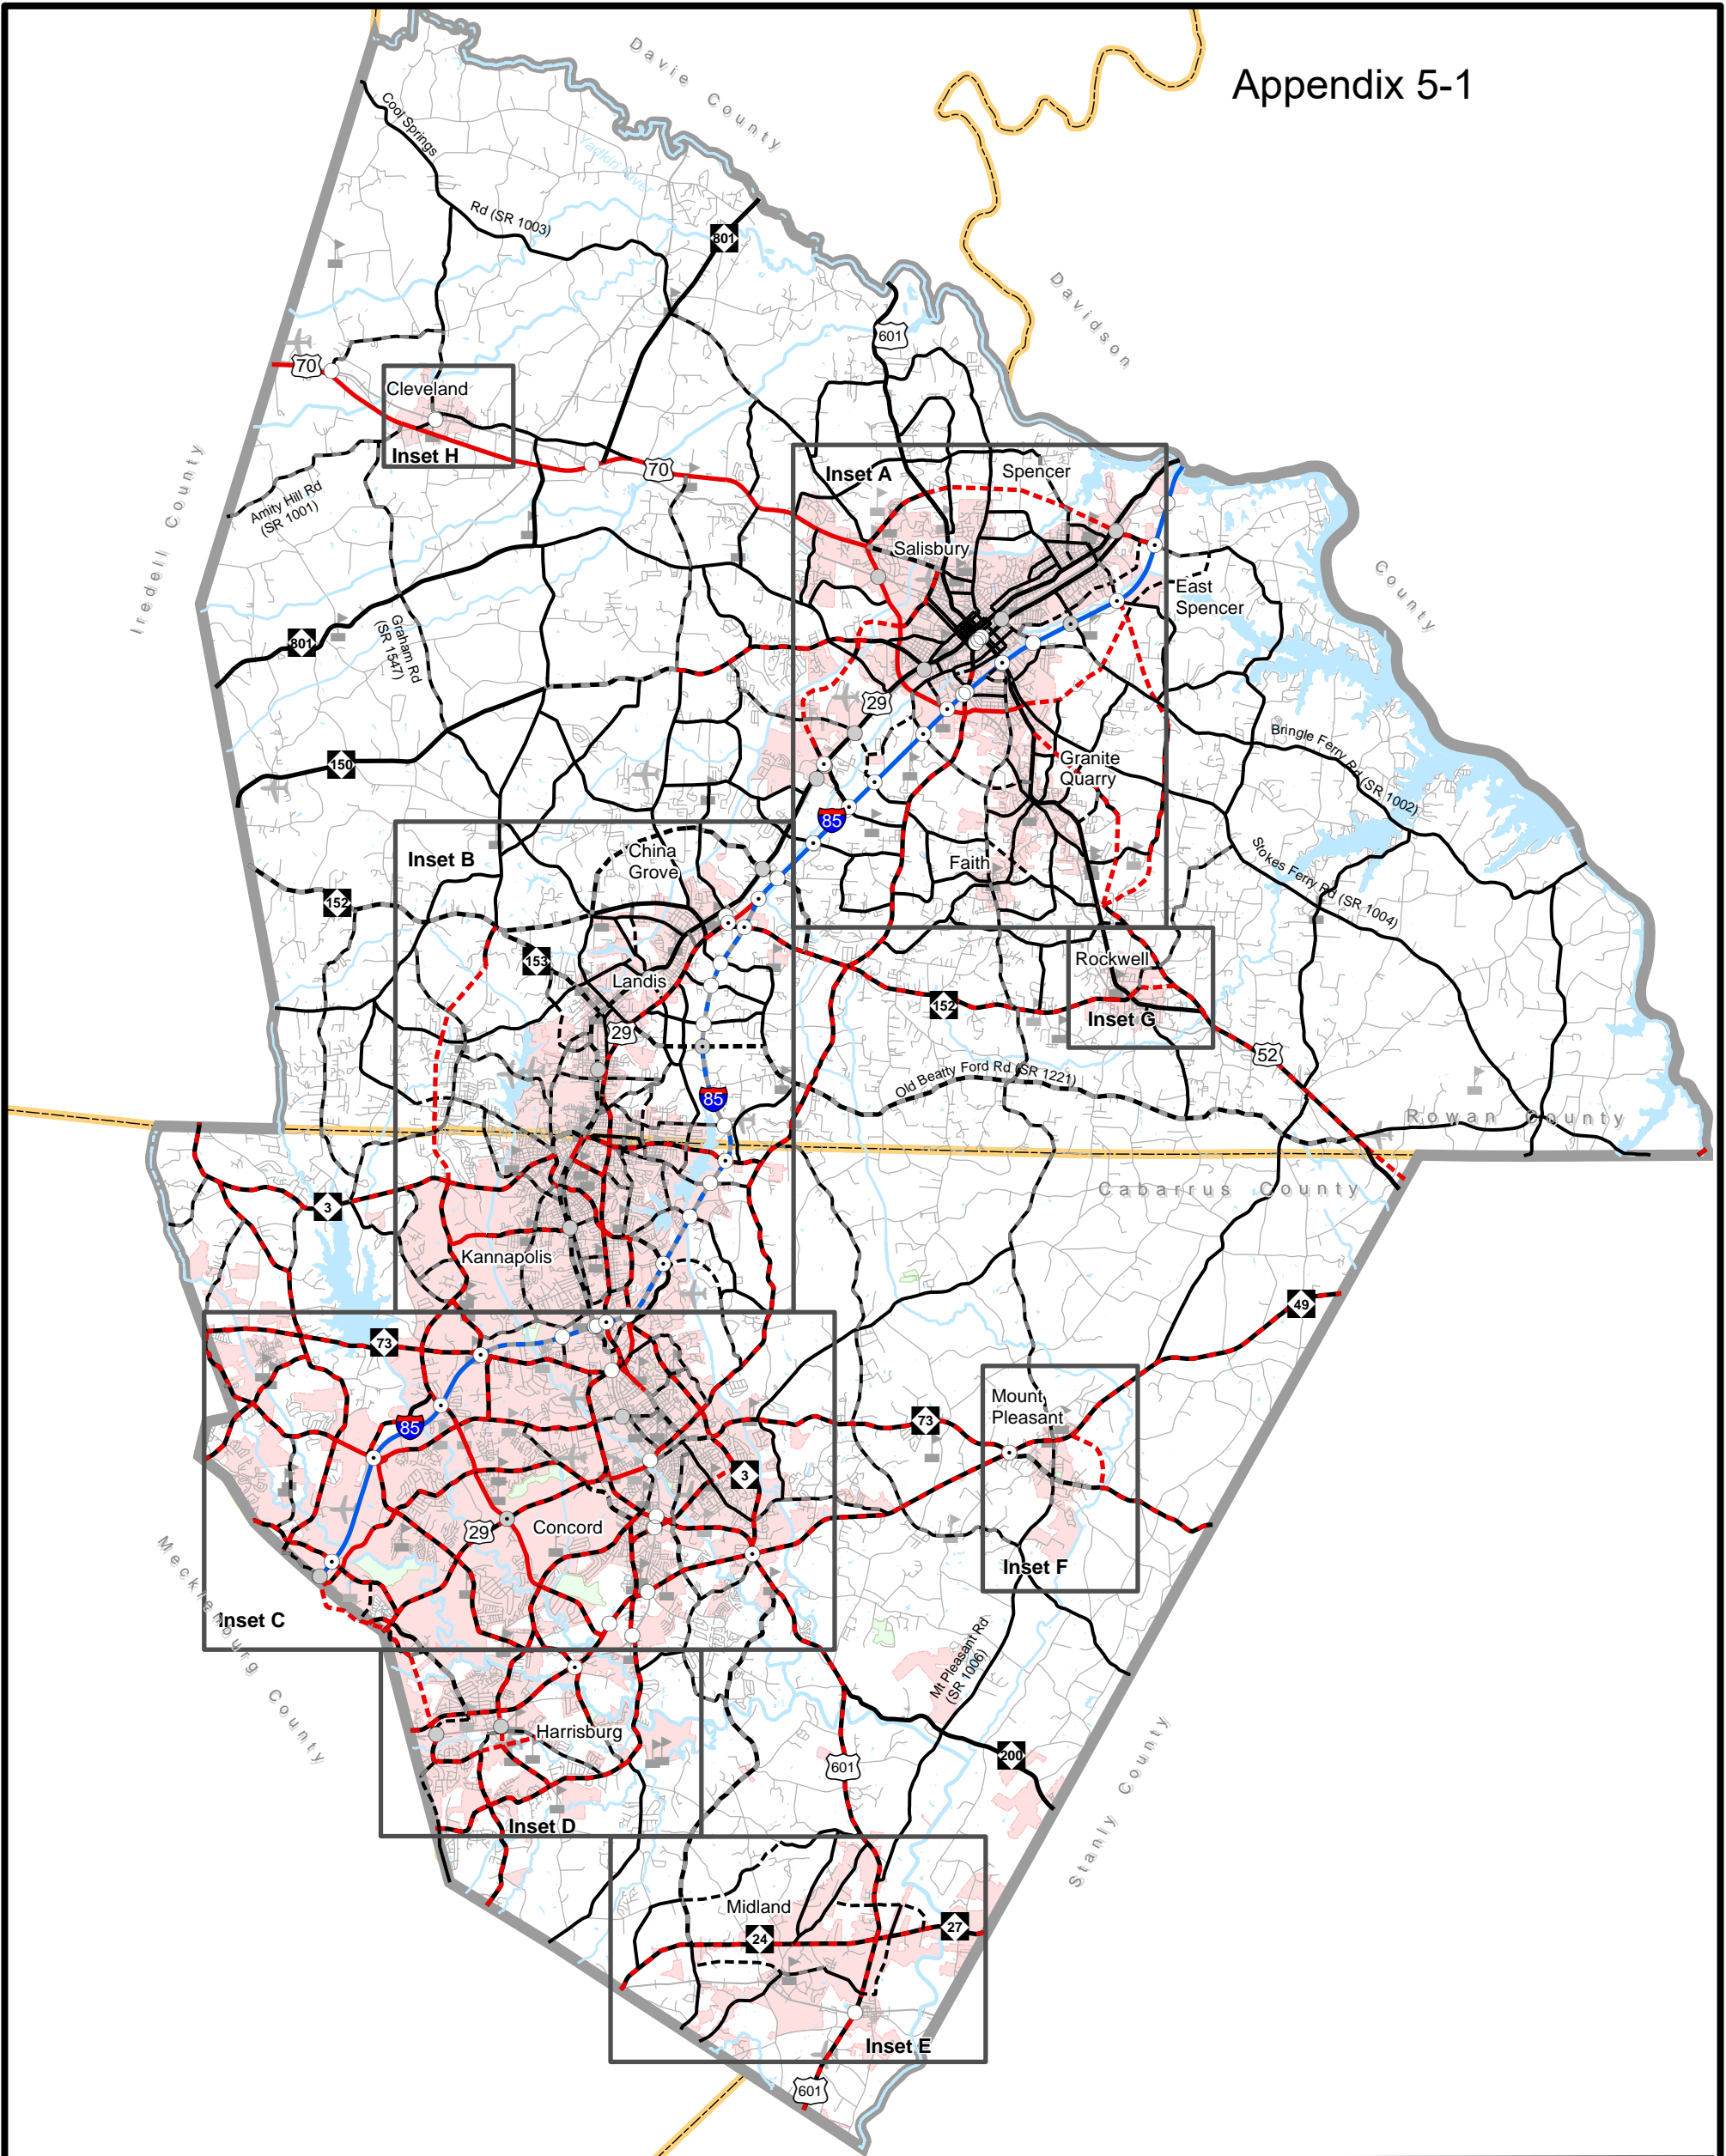 Appendix 5-1
Davie County
Cool Springs
Rd (SR 1003)
Yadkin River
801
601
Davidson
County
70
Cleveland
Inset H
70
Inset A
Spencer
Salisbury
East
Spencer
Iredell County
Amity Hill Rd
(SR 1001)
801
Graham Rd
(SR 1547)
29
150
Granite
Quarry
Bringle Ferry Rd (SR 1002)
85
Inset B
China
Grove
Faith
Stokes Ferry Rd (SR 1004)
152
153
Landis
Rockwell
152
Inset G
29
52
Old Beatty Ford Rd (SR 1221)
85
Rowan County
Cabarrus County
3
Kannapolis
49
73
Mount
Pleasant
85
73
3
29
Concord
Inset F
Mecklenburg County
Inset C
Mt Pleasant Rd
(SR 1006)
Harrisburg
601
200
Stanly County
Inset D
Midland
24
27
Inset E
601